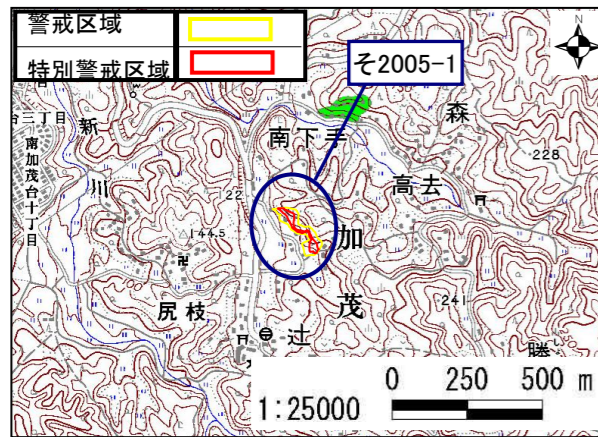 警戒区域
特別警戒区域
N
そ2005-1
台三丁目
南加茂台十丁目
新
川
南下手
森
高去
228
22
144.5
加
茂
尻枝
辻
241
勝
0 250 500 m
1:25000